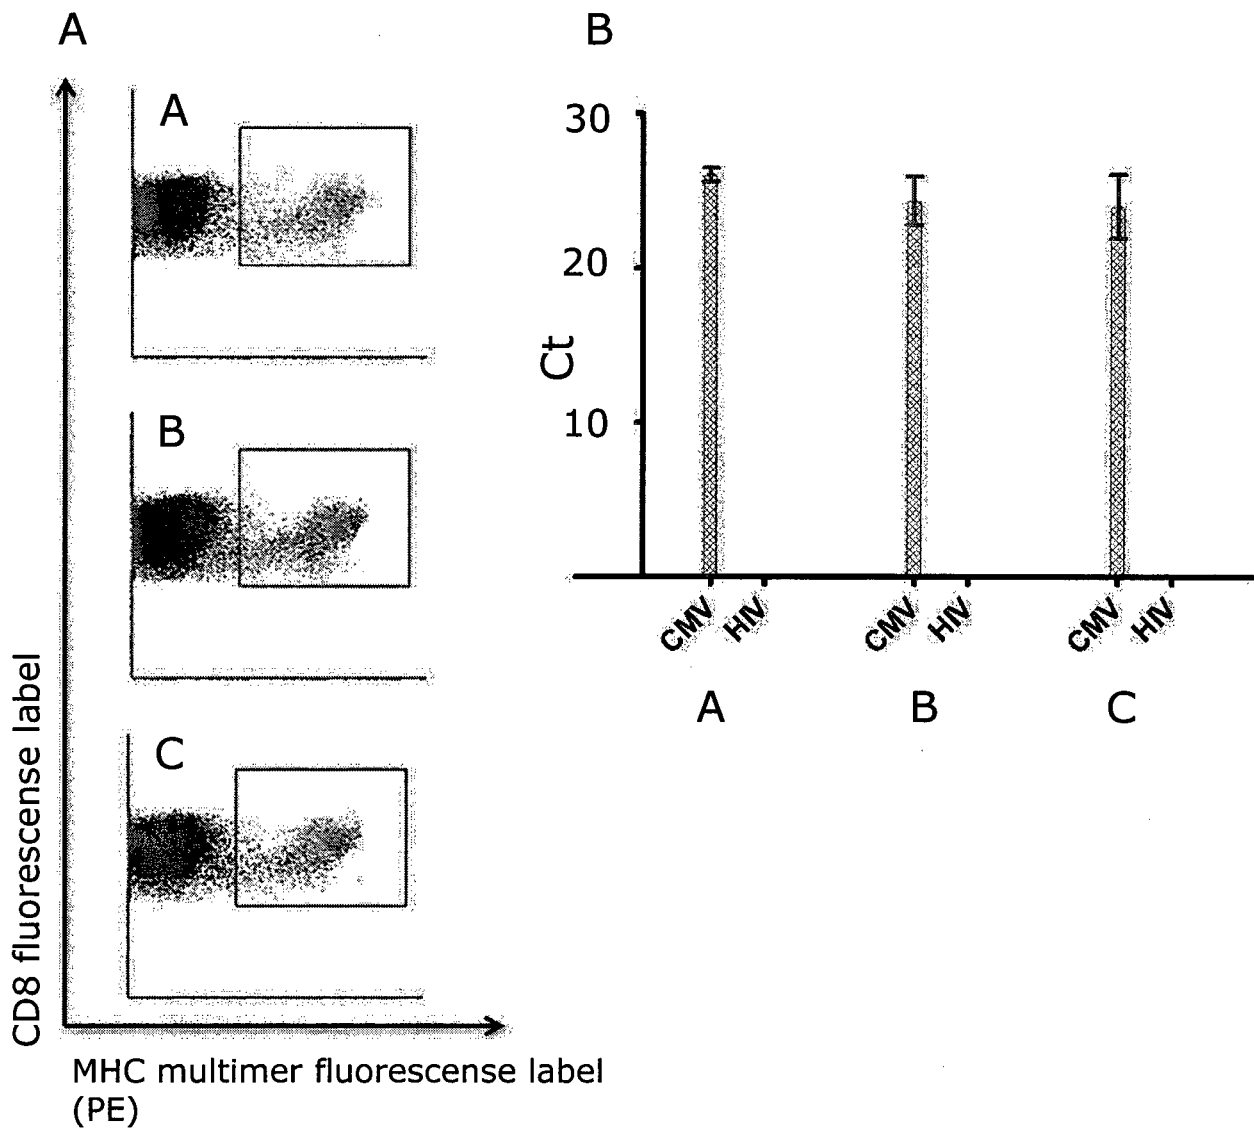 A
A
B
C
CD8 fluorescense label
MHC multimer fluorescense label
(PE)
B
30
20
10
Ct
CMV
HIV
CMV
HIV
CMV
HIV
A
B
C